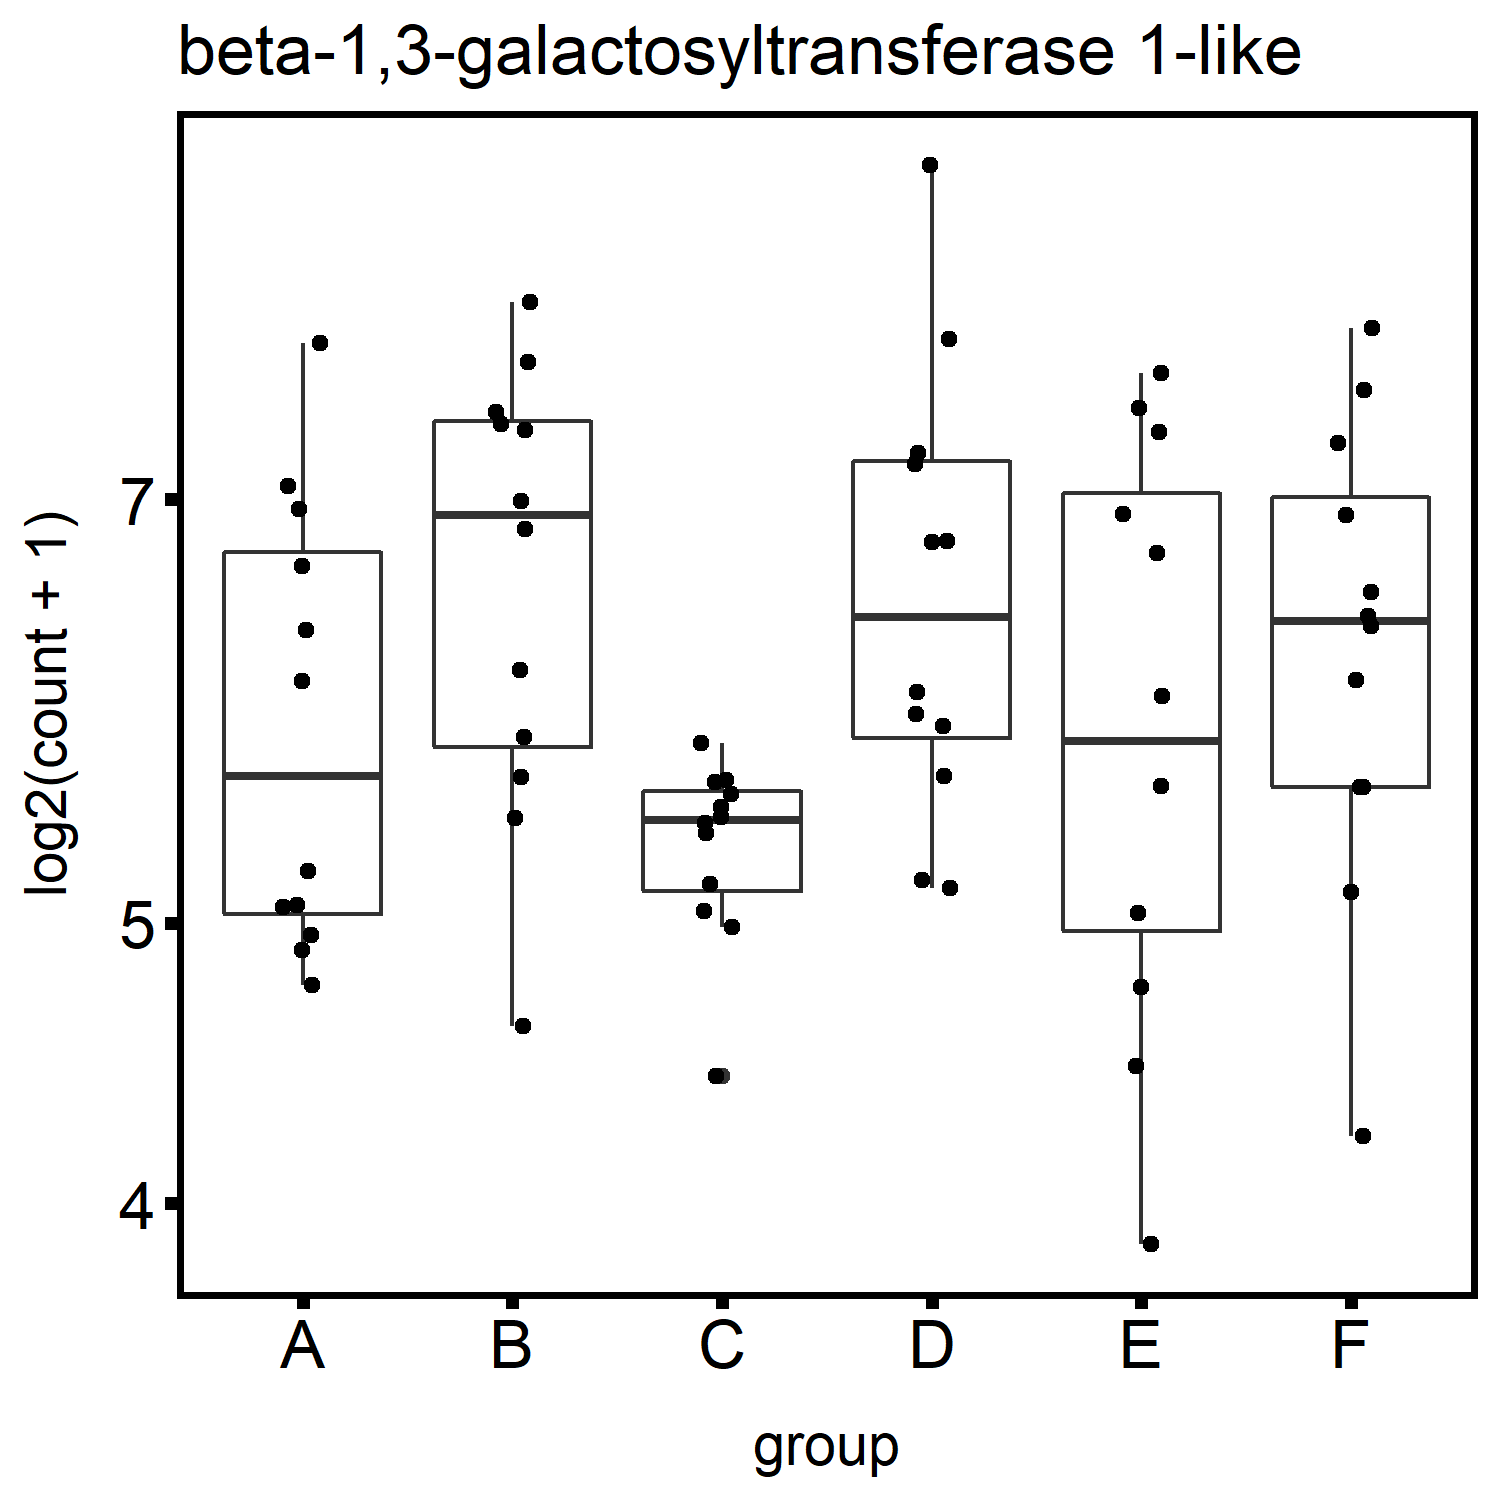 beta-1,3-galactosyltransferase 1-like
log2(count + 1)
7
5
4
A B C D E F
group